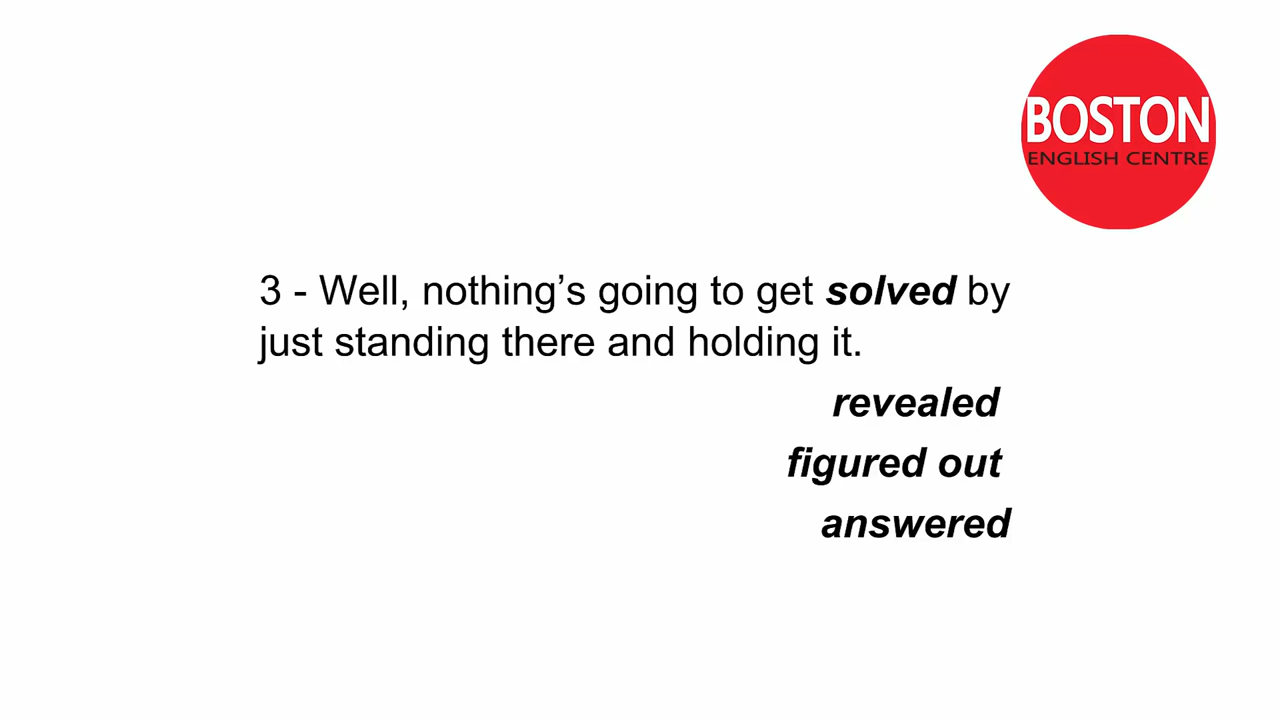 BOSTON
ENGLISH CENTRE
3 - Well, nothing’s going to get solved by
just standing there and holding it.
revealed
figured out
answered